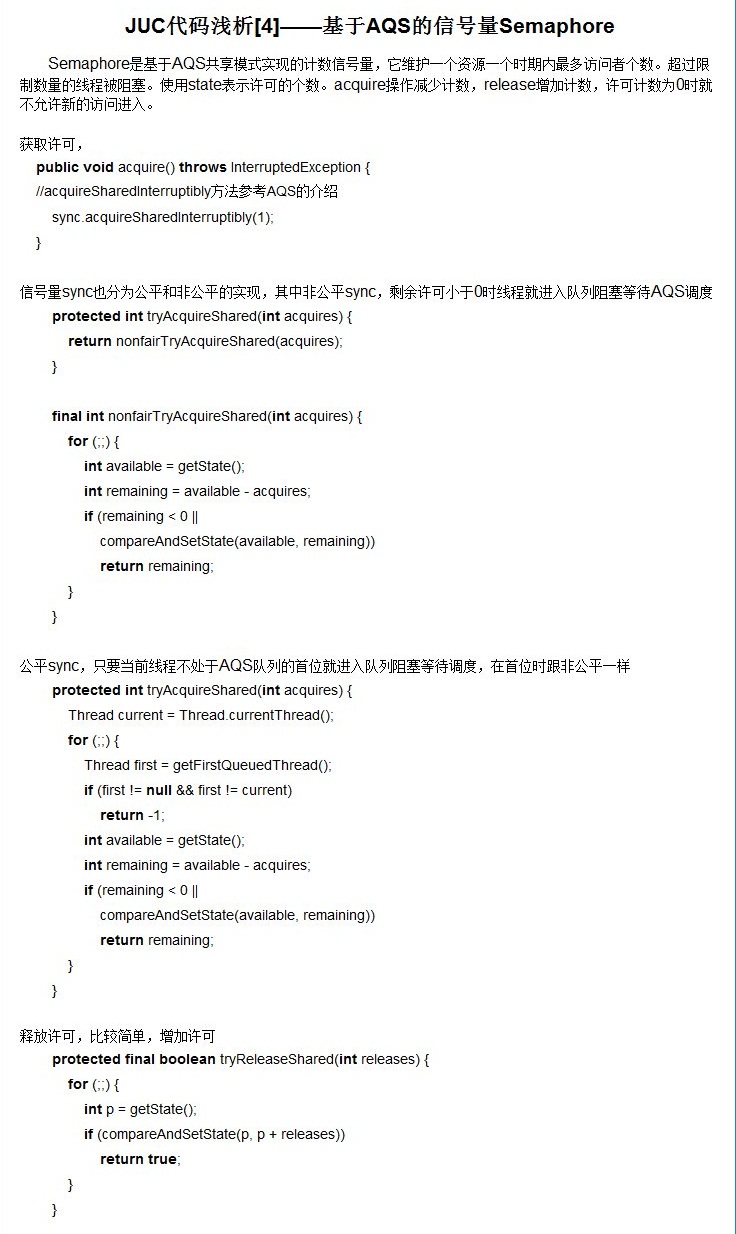 JUC代码浅析[4]——基于AQS的信号量Semaphore
Semaphore是基于AQS共享模式实现的计数信号量，它维护一个资源一个时期内最多访问者个数。超过限
制数量的线程被阻塞。使用state表示许可的个数。acquire操作减少计数，release增加计数，许可计数为0时就
不允许新的访问进入。
获取许可，
public void acquire() throws InterruptedException {
//acquireSharedInterruptibly方法参考AQS的介绍
sync.acquireSharedInterruptibly(1);
}
信号量sync也分为公平和非公平的实现，其中非公平sync，剩余许可小于0时线程就进入队列阻塞等待AQS调度
protected int tryAcquireShared(int acquires) {
return nonfairTryAcquireShared(acquires);
}
final int nonfairTryAcquireShared(int acquires) {
for (;;) {
int available = getState();
int remaining = available - acquires;
if (remaining < 0 ||
compareAndSetState(available, remaining))
return remaining;
}
}
公平sync，只要当前线程不处于AQS队列的首位就进入队列阻塞等待调度，在首位时跟非公平一样
protected int tryAcquireShared(int acquires) {
Thread current = Thread.currentThread();
for (;;) {
Thread first = getFirstQueuedThread();
if (first != null && first != current)
return -1;
int available = getState();
int remaining = available - acquires;
if (remaining < 0 ||
compareAndSetState(available, remaining))
return remaining;
}
}
释放许可，比较简单，增加许可
protected final boolean tryReleaseShared(int releases) {
for (;;) {
int p = getState();
if (compareAndSetState(p, p + releases))
return true;
}
}